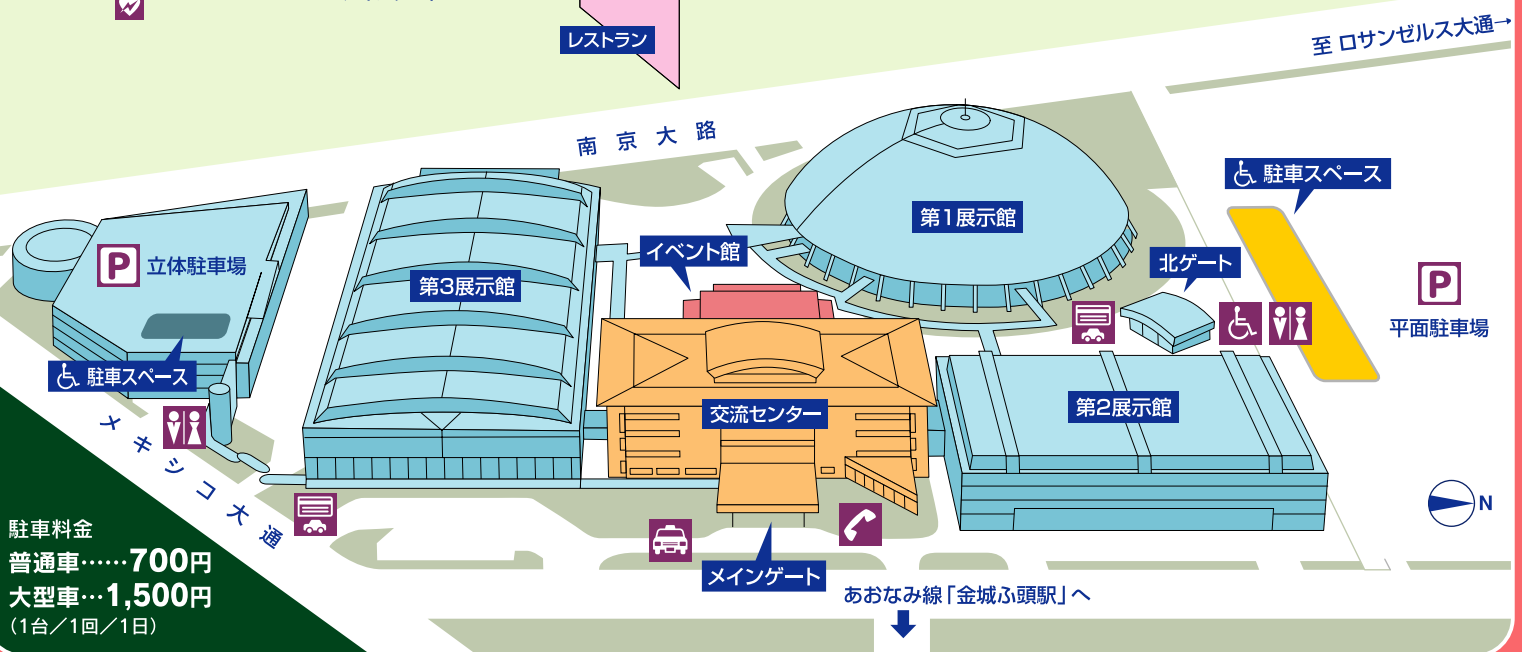 レストラン
至 ロサンゼルス大通→
南京大路
駐車スペース
第1展示館
イベント館
北ゲート
P 立体駐車場
第3展示館
P
平面駐車場
駐車スペース
第2展示館
交流センター
メキシコ大通
N
駐車料金
普通車……700円
大型車…1,500円
(1台／1回／1日)
メインゲート
あおなみ線「金城ふ頭駅」へ